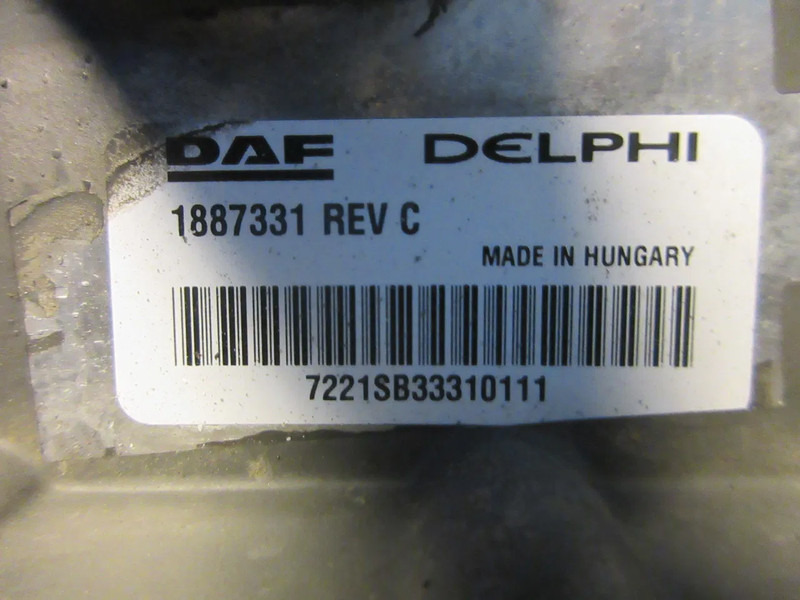 DAF DELPHI
1887331 REV C
MADE IN HUNGARY
7221SB33310111